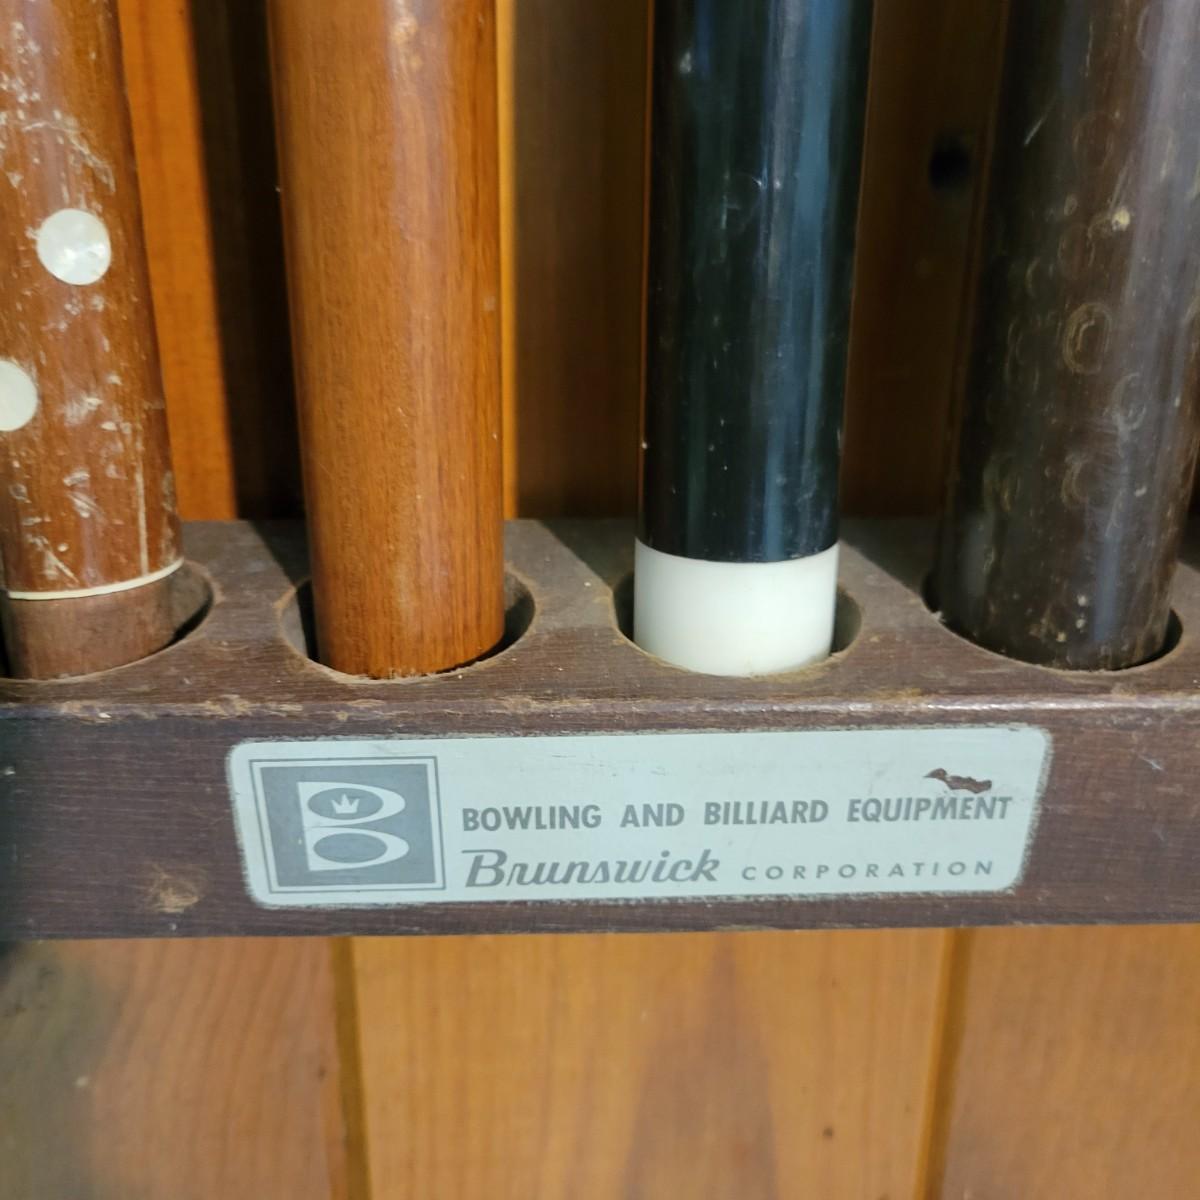 B
BOWLING AND BILLIARD EQUIPMENT
Brunswick CORPORATION